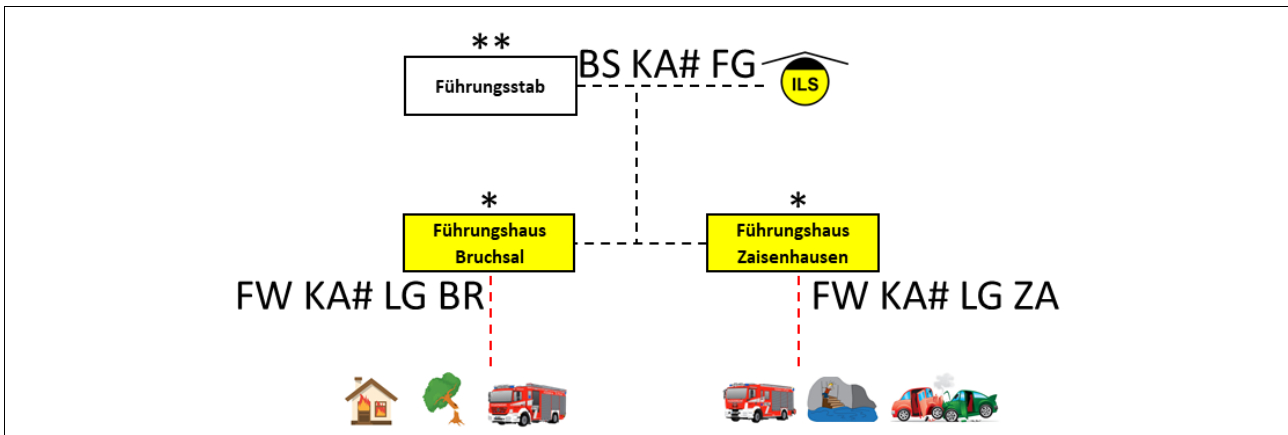 **
Führungsstab
BS KA# FG
ILS
*
Führungshaus
Bruchsal
*
Führungshaus
Zaisenhausen
FW KA# LG BR
FW KA# LG ZA